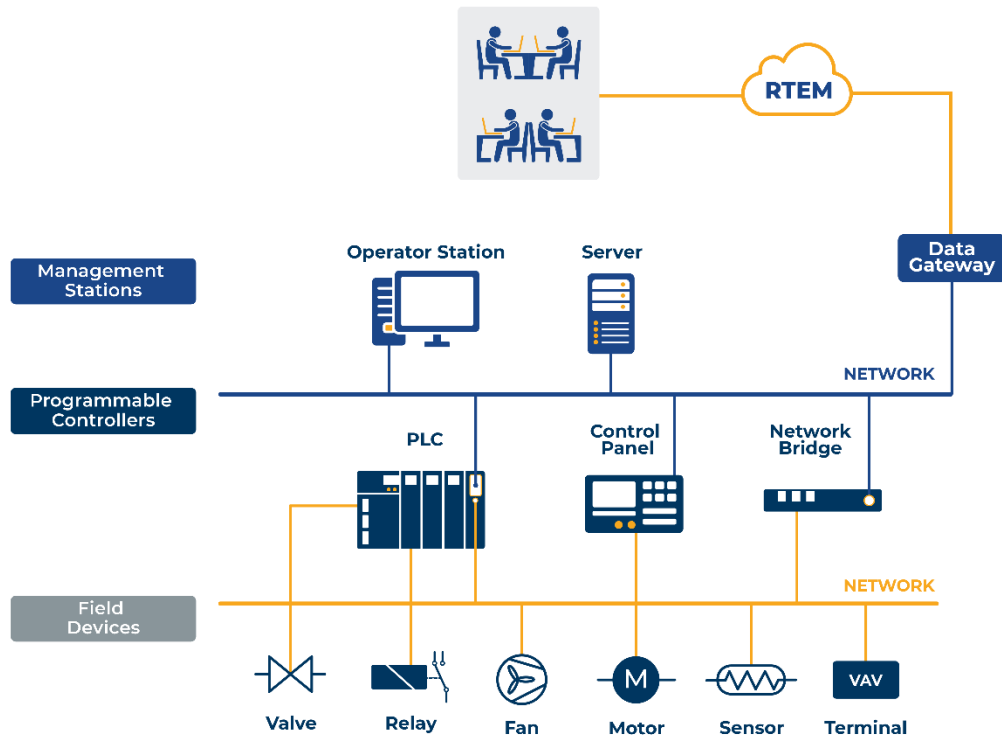 RTEM
Data
Gateway
Operator Station
Server
Management
Stations
NETWORK
Programmable
Controllers
PLC
Control
Panel
Network
Bridge
NETWORK
Field
Devices
M
VAV
Valve
Relay
Fan
Motor
Sensor
Terminal